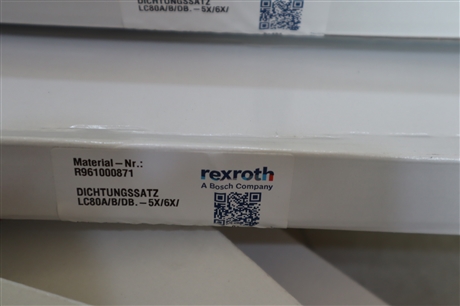 DICHTUNGSSATZ
LC80A/B/DB. – 5X/6X/
Material – Nr.:
R961000871
rexroth
A Bosch Company
DICHTUNGSSATZ
LC80A/B/DB. – 5X/6X/